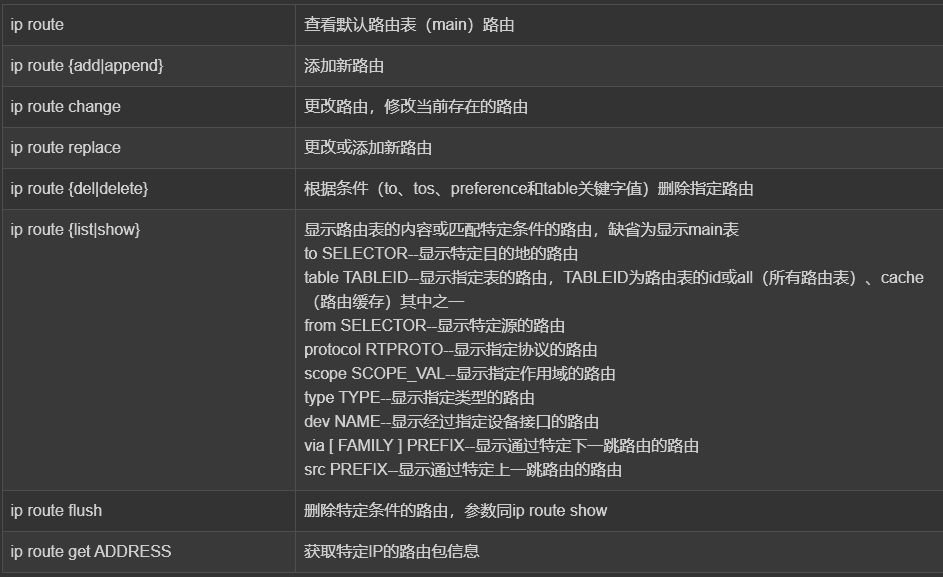 ip route
查看默认路由表（main）路由
ip route {add|append}
添加新路由
ip route change
更改路由，修改当前存在的路由
ip route replace
更改或添加新路由
ip route {del|delete}
根据条件（to、tos、preference和table关键字值）删除指定路由
ip route {list|show}
显示路由表的内容或匹配特定条件的路由，缺省为显示main表
to SELECTOR--显示特定目的地的路由
table TABLEID--显示指定表的路由，TABLEID为路由表的id或all（所有路由表）、cache
（路由缓存）其中之一
from SELECTOR--显示特定源的路由
protocol RTPROTO--显示指定协议的路由
scope SCOPE_VAL--显示指定作用域的路由
type TYPE--显示指定类型的路由
dev NAME--显示经过指定设备接口的路由
via [ FAMILY ] PREFIX--显示通过特定下一跳路由的路由
src PREFIX--显示通过特定上一跳路由的路由
ip route flush
删除特定条件的路由，参数同ip route show
ip route get ADDRESS
获取特定IP的路由包信息